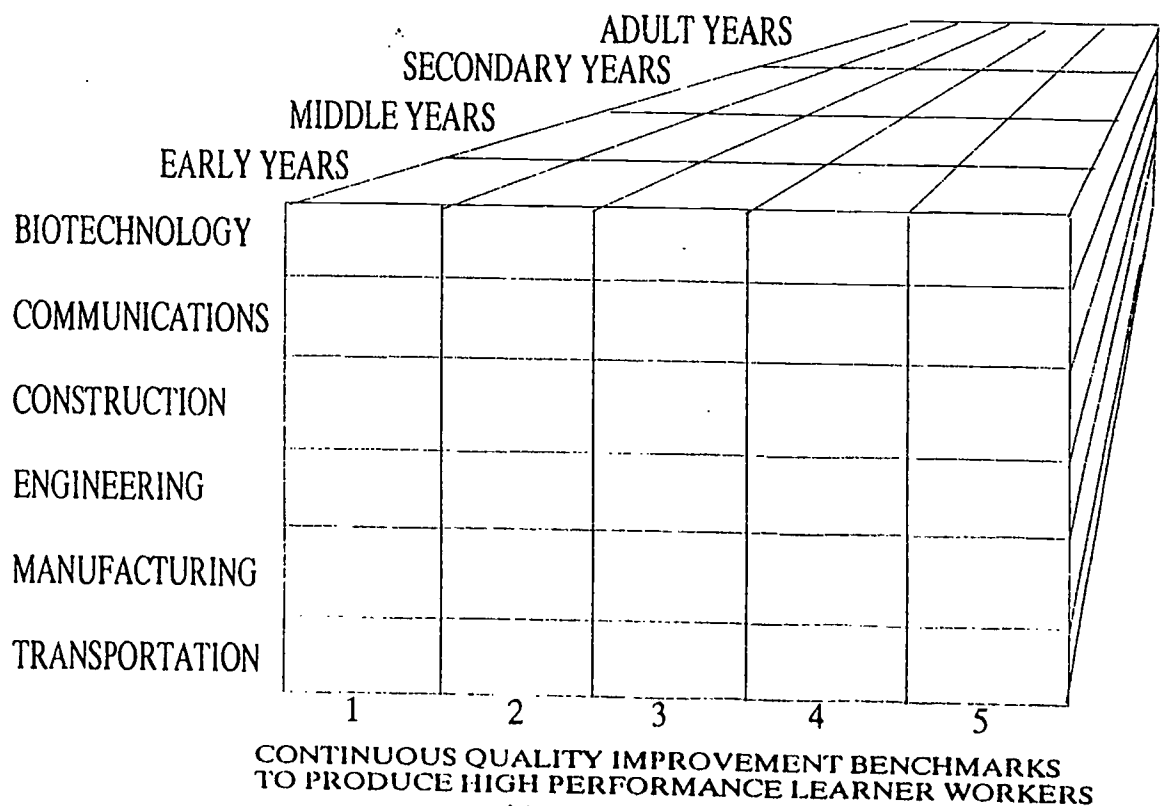 ADULT YEARS
SECONDARY YEARS
MIDDLE YEARS
EARLY YEARS
BIOTECHNOLOGY
COMMUNICATIONS
CONSTRUCTION
ENGINEERING
MANUFACTURING
TRANSPORTATION
1 2 3 4 5
CONTINUOUS QUALITY IMPROVEMENT BENCHMARKS
TO PRODUCE HIGH PERFORMANCE LEARNER WORKERS